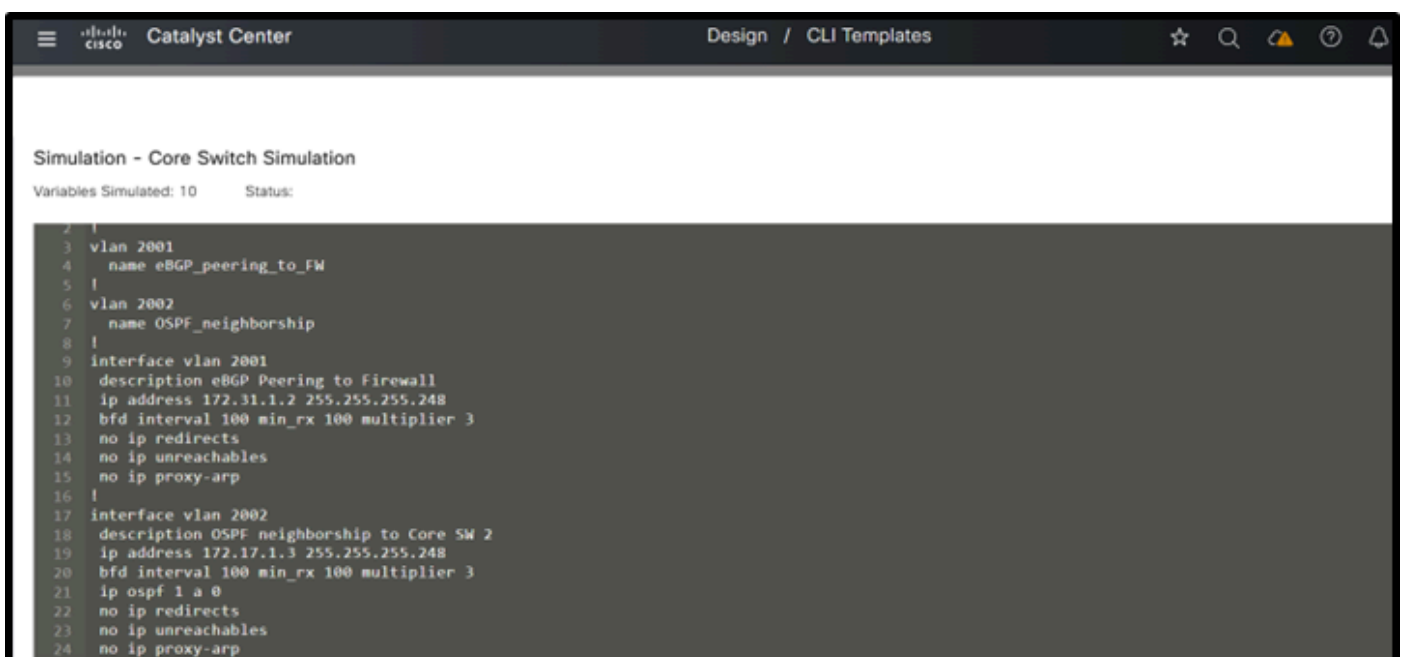 cisco Catalyst Center Design / CLI Templates
Simulation - Core Switch Simulation
Variables Simulated: 10 Status:
2 !
3 vlan 2001
4 name eBGP_peering_to_FW
5 !
6 vlan 2002
7 name OSPF_neighborship
8 !
9 interface vlan 2001
10 description eBGP Peering to Firewall
11 ip address 172.31.1.2 255.255.255.248
12 bfd interval 100 min_rx 100 multiplier 3
13 no ip redirects
14 no ip unreachables
15 no ip proxy-arp
16 !
17 interface vlan 2002
18 description OSPF neighborship to Core SW 2
19 ip address 172.17.1.3 255.255.255.248
20 bfd interval 100 min_rx 100 multiplier 3
21 ip ospf 1 a 0
22 no ip redirects
23 no ip unreachables
24 no ip proxy-arp